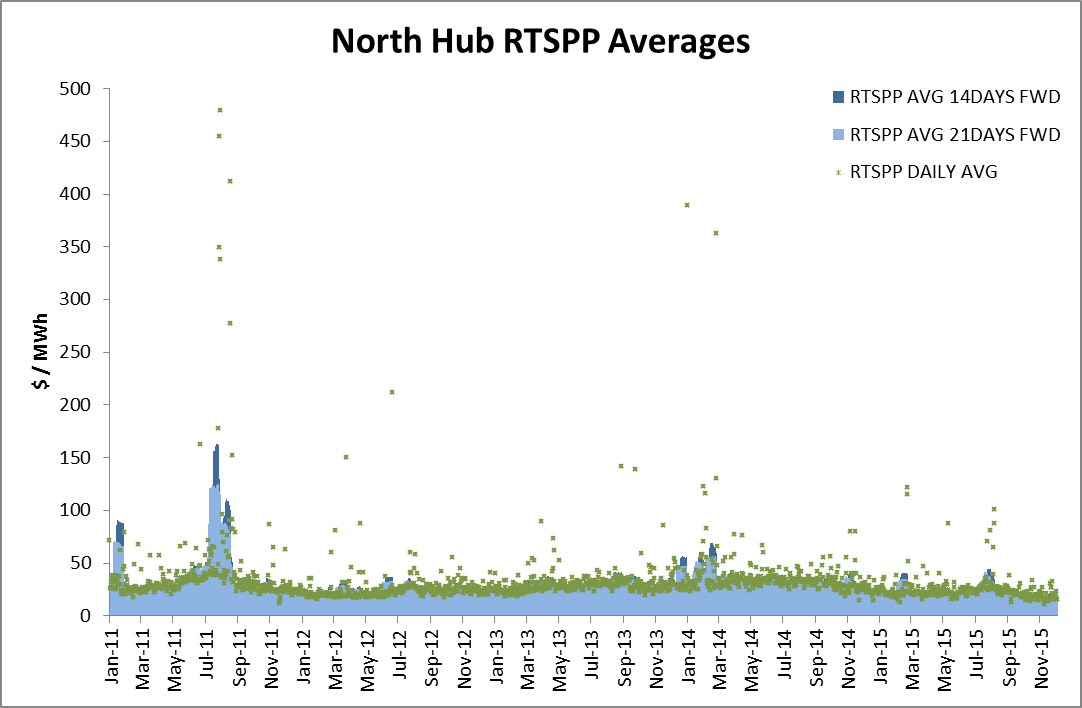 North Hub RTSPP Averages
RTSPP AVG 14DAYS FWD
RTSPP AVG 21DAYS FWD
RTSPP DAILY AVG
$ / MWh
500
450
400
350
300
250
200
150
100
50
0
Jan-11
Mar-11
May-11
Jul-11
Sep-11
Nov-11
Jan-12
Mar-12
May-12
Jul-12
Sep-12
Nov-12
Jan-13
Mar-13
May-13
Jul-13
Sep-13
Nov-13
Jan-14
Mar-14
May-14
Jul-14
Sep-14
Nov-14
Jan-15
Mar-15
May-15
Jul-15
Sep-15
Nov-15